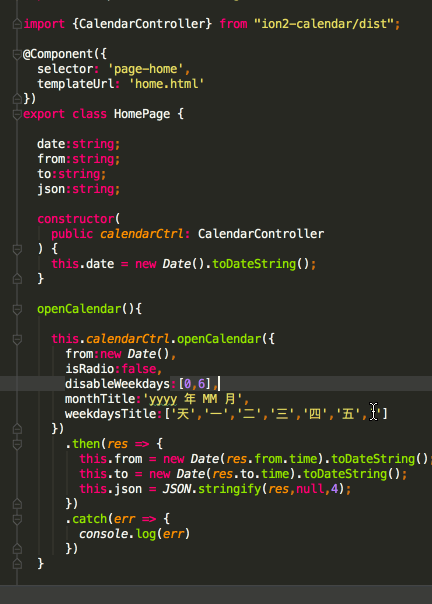 import {CalendarController} from "ion2-calendar/dist";
@Component({
selector: 'page-home',
templateUrl: 'home.html'
})
export class HomePage {
date:string;
from:string;
to:string;
json:string;
constructor(
public calendarCtrl: CalendarController
) {
this.date = new Date().toDateString();
}
openCalendar(){
this.calendarCtrl.openCalendar({
from:new Date(),
isRadio:false,
disableWeekdays:[0,6],
monthTitle:'yyyy 年 MM 月',
weekdaysTitle:['天','一','二','三','四','五','']
})
.then(res => {
this.from = new Date(res.from.time).toDateString();
this.to = new Date(res.to.time).toDateString();
this.json = JSON.stringify(res,null,4);
})
.catch(err => {
console.log(err)
})
}